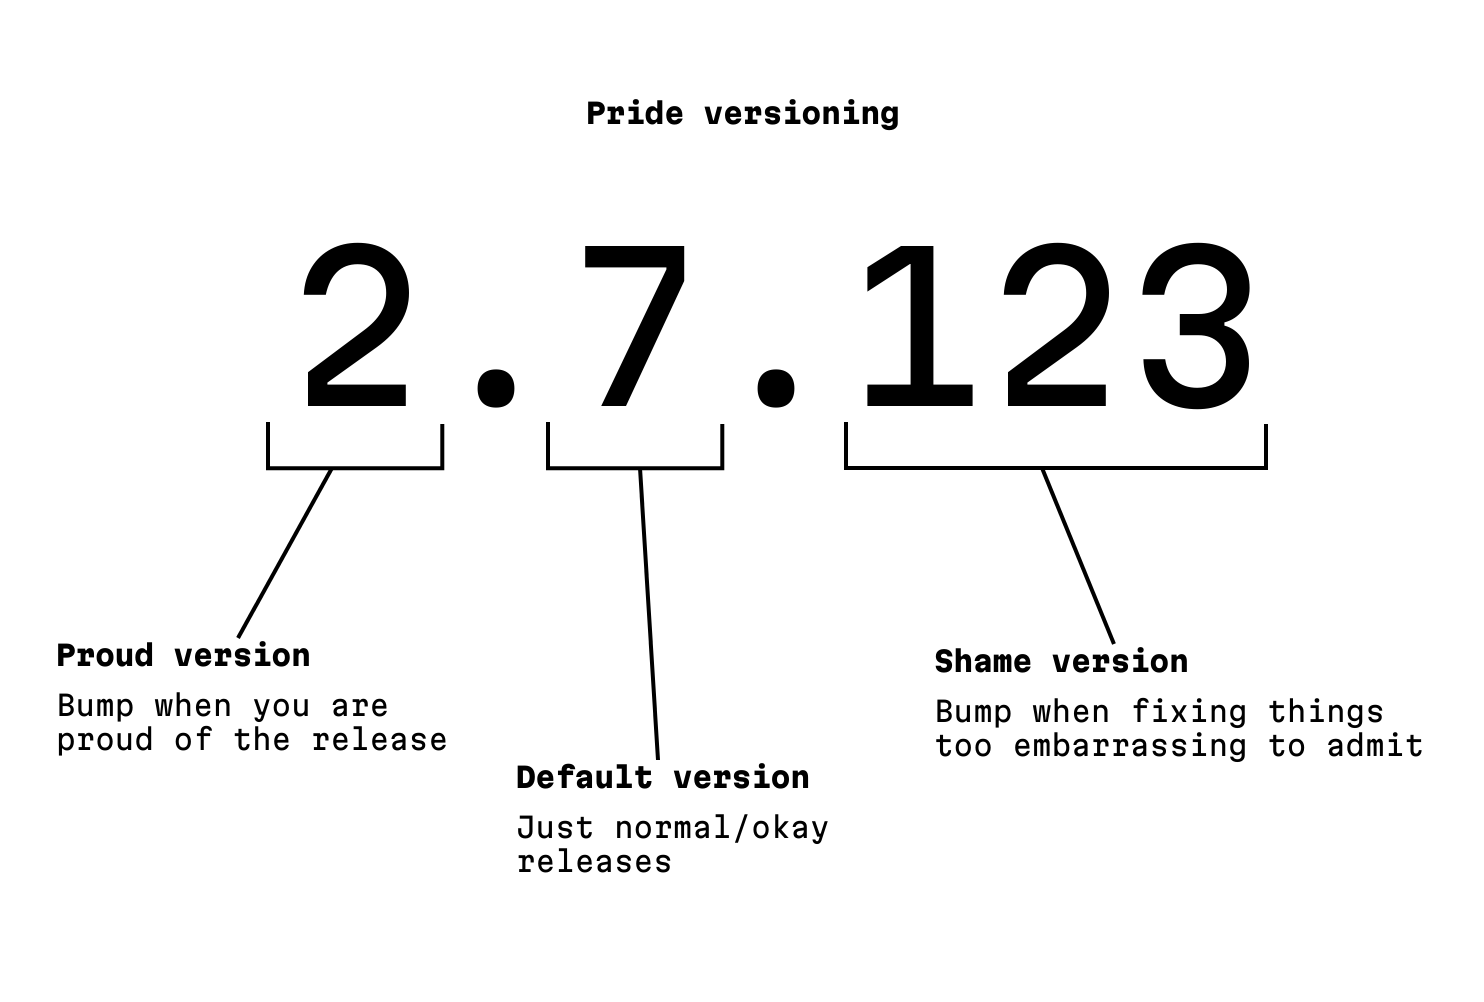 Pride versioning
2.7.123
Proud version
Bump when you are
proud of the release
Default version
Just normal/okay
releases
Shame version
Bump when fixing things
too embarrassing to admit